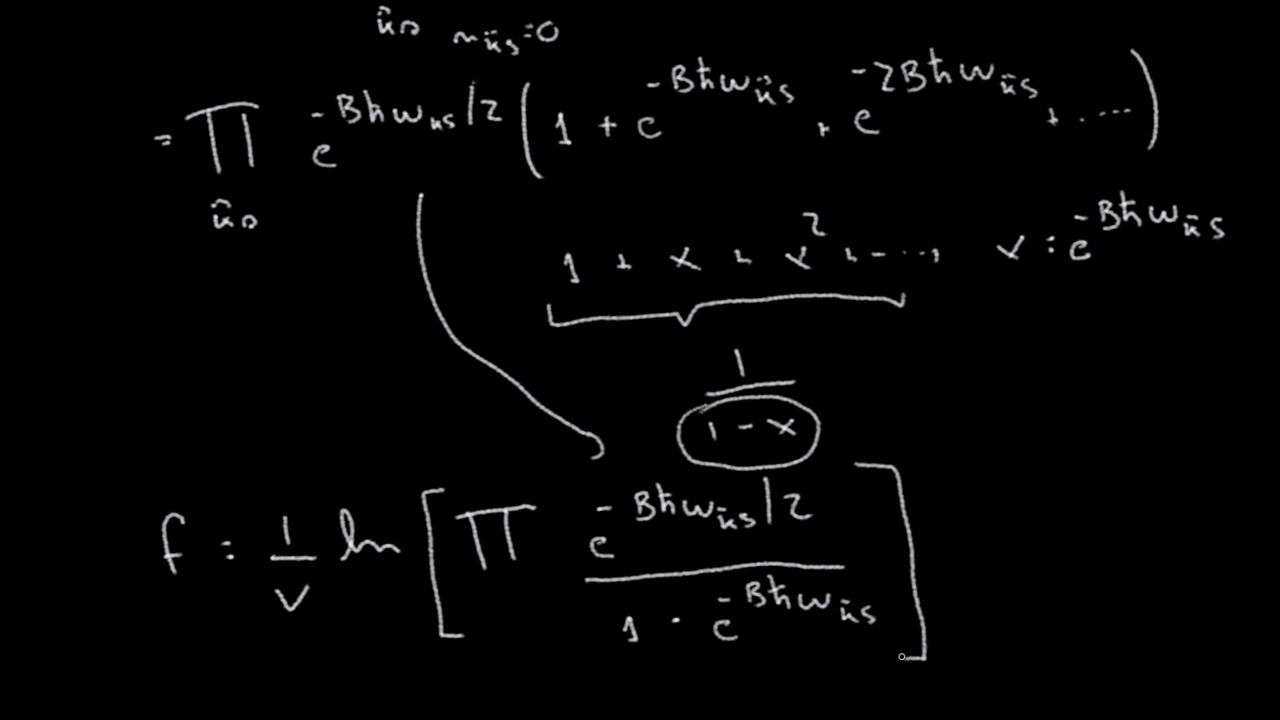 k̄s n_k̄s=0
= ∏ e^{-βħω_ks/2} ( 1 + e^{-βħω_k̄s} + e^{-2βħω_k̄s} + .... )
k̄s
1 + x + x² + ...., x = e^{-βħω_k̄s}
1
1 - x
f = 1/V ln [ ∏ e^{-βħω_k̄s/2} / 1 - e^{-βħω_k̄s} ]